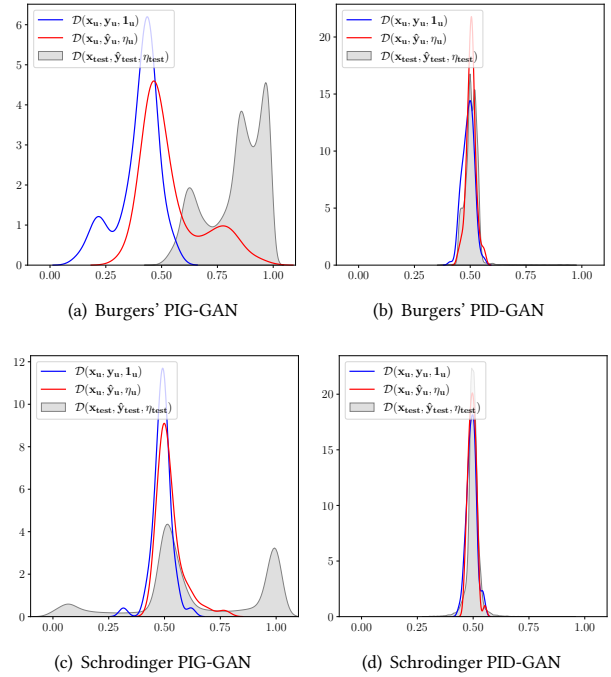 6
5
4
3
2
1
0
0.00 0.25 0.50 0.75 1.00
D(x_u, y_u, 1_u)
D(x_u, ŷ_u, η_u)
D(x_test, ŷ_test, η_test)
(a) Burgers' PIG-GAN
20
15
10
5
0
0.00 0.25 0.50 0.75 1.00
D(x_u, y_u, 1_u)
D(x_u, ŷ_u, η_u)
D(x_test, ŷ_test, η_test)
(b) Burgers' PID-GAN
12
10
8
6
4
2
0
0.00 0.25 0.50 0.75 1.00
D(x_u, y_u, 1_u)
D(x_u, ŷ_u, η_u)
D(x_test, ŷ_test, η_test)
(c) Schrodinger PIG-GAN
20
15
10
5
0
0.00 0.25 0.50 0.75 1.00
D(x_u, y_u, 1_u)
D(x_u, ŷ_u, η_u)
D(x_test, ŷ_test, η_test)
(d) Schrodinger PID-GAN